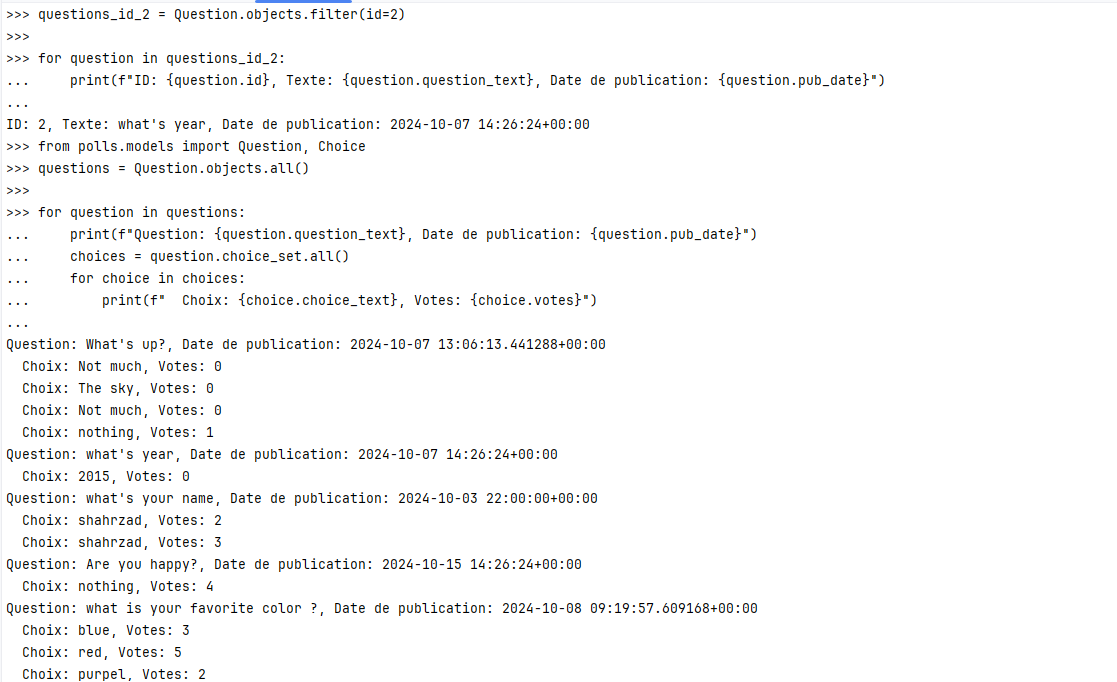 >>> questions_id_2 = Question.objects.filter(id=2)
>>>
>>> for question in questions_id_2:
...     print(f"ID: {question.id}, Texte: {question.question_text}, Date de publication: {question.pub_date}")
...
ID: 2, Texte: what's year, Date de publication: 2024-10-07 14:26:24+00:00
>>> from polls.models import Question, Choice
>>> questions = Question.objects.all()
>>>
>>> for question in questions:
...     print(f"Question: {question.question_text}, Date de publication: {question.pub_date}")
...     choices = question.choice_set.all()
...     for choice in choices:
...         print(f"  Choix: {choice.choice_text}, Votes: {choice.votes}")
...
Question: What's up?, Date de publication: 2024-10-07 13:06:13.441288+00:00
  Choix: Not much, Votes: 0
  Choix: The sky, Votes: 0
  Choix: Not much, Votes: 0
  Choix: nothing, Votes: 1
Question: what's year, Date de publication: 2024-10-07 14:26:24+00:00
  Choix: 2015, Votes: 0
Question: what's your name, Date de publication: 2024-10-03 22:00:00+00:00
  Choix: shahrzad, Votes: 2
  Choix: shahrzad, Votes: 3
Question: Are you happy?, Date de publication: 2024-10-15 14:26:24+00:00
  Choix: nothing, Votes: 4
Question: what is your favorite color ?, Date de publication: 2024-10-08 09:19:57.609168+00:00
  Choix: blue, Votes: 3
  Choix: red, Votes: 5
  Choix: purpel, Votes: 2